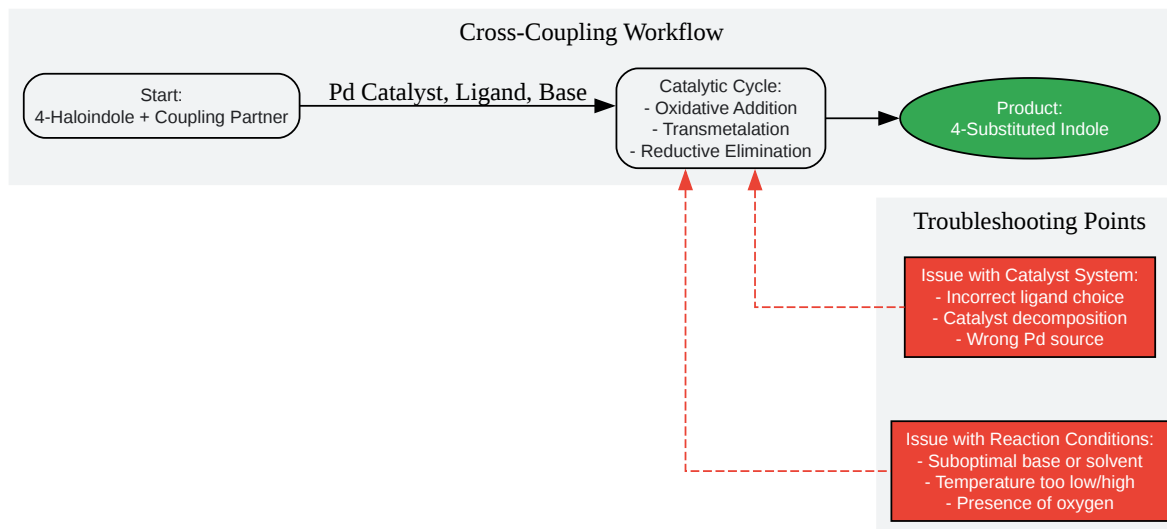 Cross-Coupling Workflow
Start:
4-Haloindole + Coupling Partner
Pd Catalyst, Ligand, Base
Catalytic Cycle:
- Oxidative Addition
- Transmetalation
- Reductive Elimination
Product:
4-Substituted Indole
Troubleshooting Points
Issue with Catalyst System:
- Incorrect ligand choice
- Catalyst decomposition
- Wrong Pd source
Issue with Reaction Conditions:
- Suboptimal base or solvent
- Temperature too low/high
- Presence of oxygen